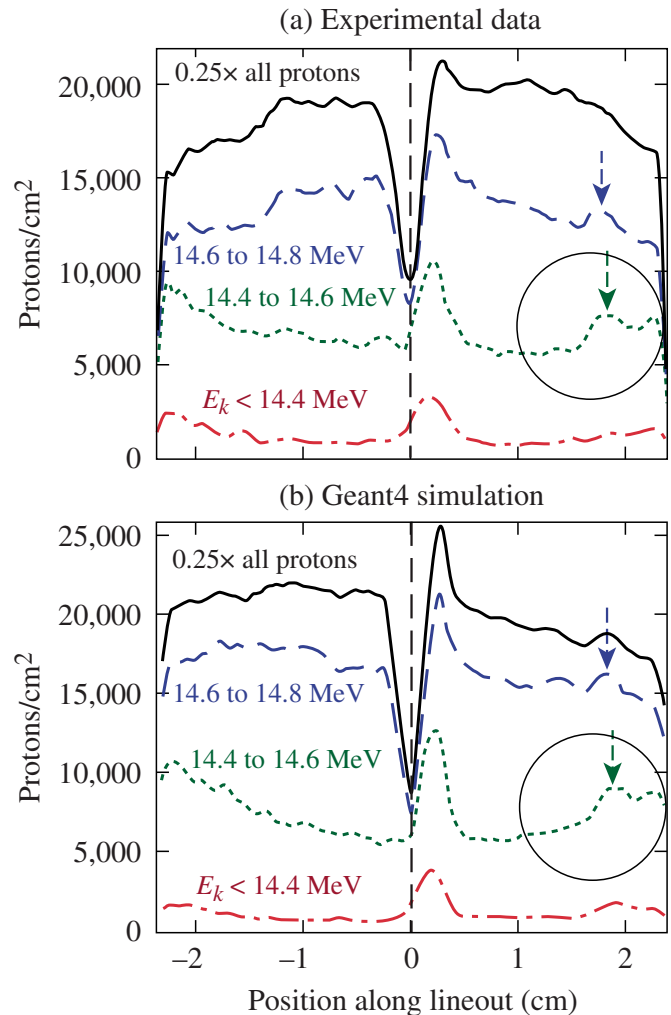 (a) Experimental data
0.25× all protons
20,000
15,000
14.6 to 14.8 MeV
10,000
14.4 to 14.6 MeV
5,000
E_k < 14.4 MeV
0
Protons/cm²
(b) Geant4 simulation
25,000
0.25× all protons
20,000
15,000
14.6 to 14.8 MeV
14.4 to 14.6 MeV
10,000
5,000
E_k < 14.4 MeV
0
Protons/cm²
−2 −1 0 1 2
Position along lineout (cm)